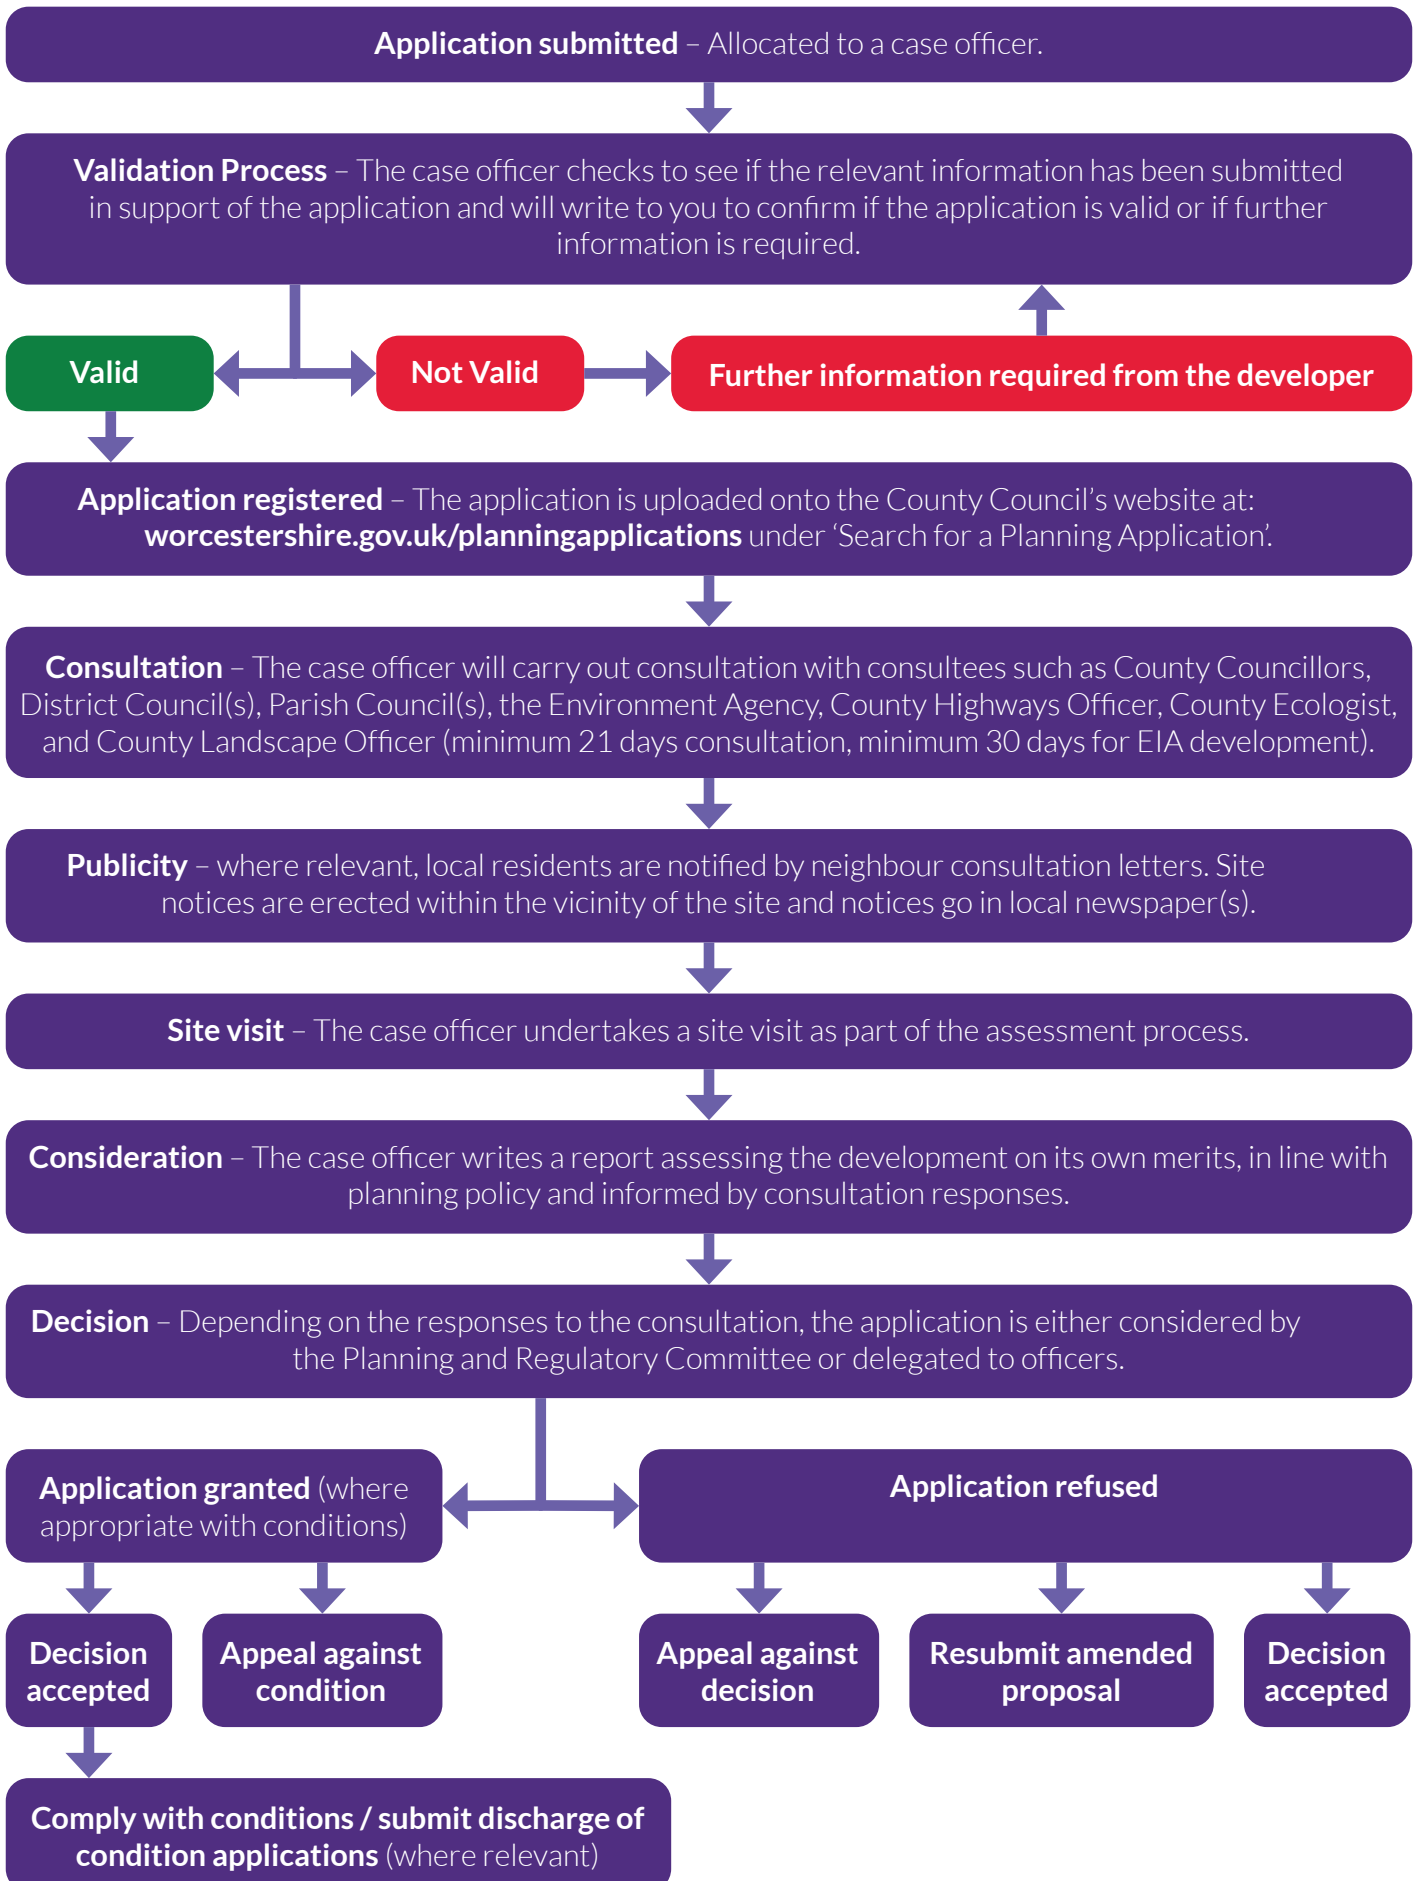 Application submitted – Allocated to a case officer.
Validation Process – The case officer checks to see if the relevant information has been submitted
in support of the application and will write to you to confirm if the application is valid or if further
information is required.
Valid
Not Valid
Further information required from the developer
Application registered – The application is uploaded onto the County Council’s website at:
worcestershire.gov.uk/planningapplications under ‘Search for a Planning Application’.
Consultation – The case officer will carry out consultation with consultees such as County Councillors,
District Council(s), Parish Council(s), the Environment Agency, County Highways Officer, County Ecologist,
and County Landscape Officer (minimum 21 days consultation, minimum 30 days for EIA development).
Publicity – where relevant, local residents are notified by neighbour consultation letters. Site
notices are erected within the vicinity of the site and notices go in local newspaper(s).
Site visit – The case officer undertakes a site visit as part of the assessment process.
Consideration – The case officer writes a report assessing the development on its own merits, in line with
planning policy and informed by consultation responses.
Decision – Depending on the responses to the consultation, the application is either considered by
the Planning and Regulatory Committee or delegated to officers.
Application granted (where
appropriate with conditions)
Application refused
Decision
accepted
Appeal against
condition
Appeal against
decision
Resubmit amended
proposal
Decision
accepted
Comply with conditions / submit discharge of
condition applications (where relevant)